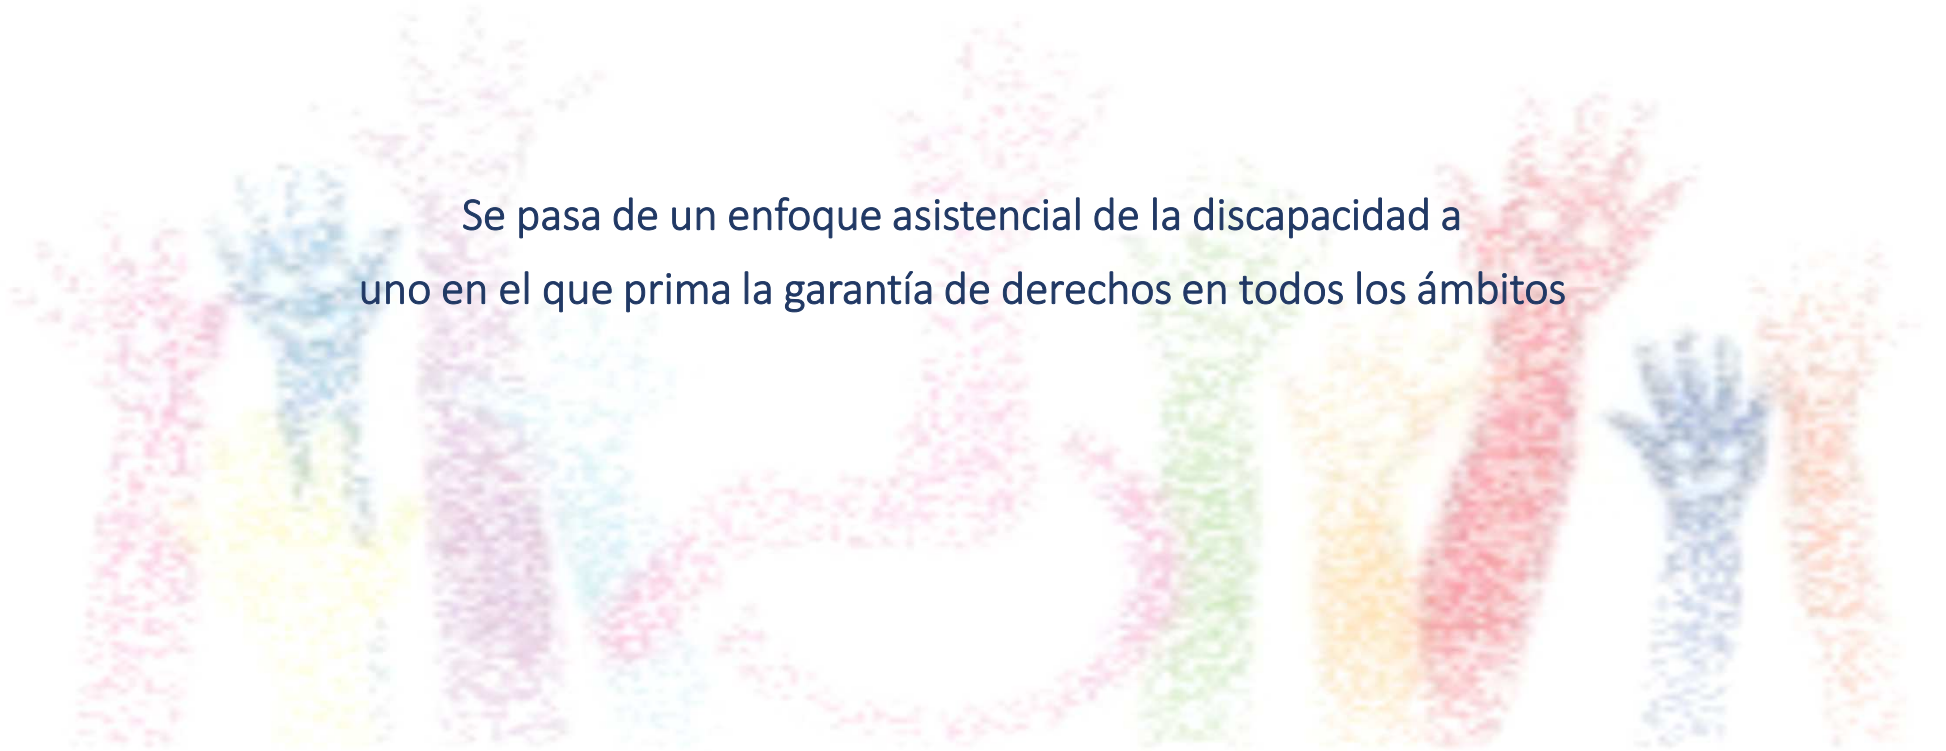 Se pasa de un enfoque asistencial de la discapacidad a
uno en el que prima la garantía de derechos en todos los ámbitos